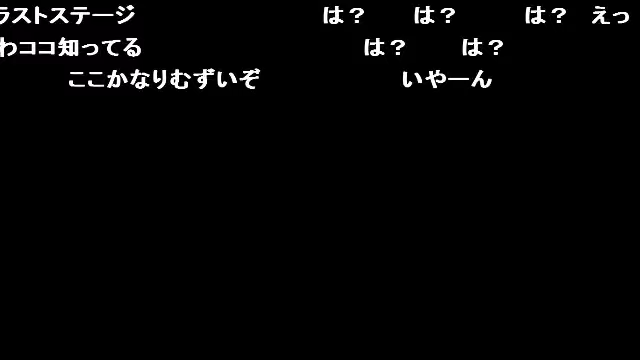 ラストステージ は? は? は? えっ
わココ知ってる は? は?
ここかなりむずいぞ いやーん